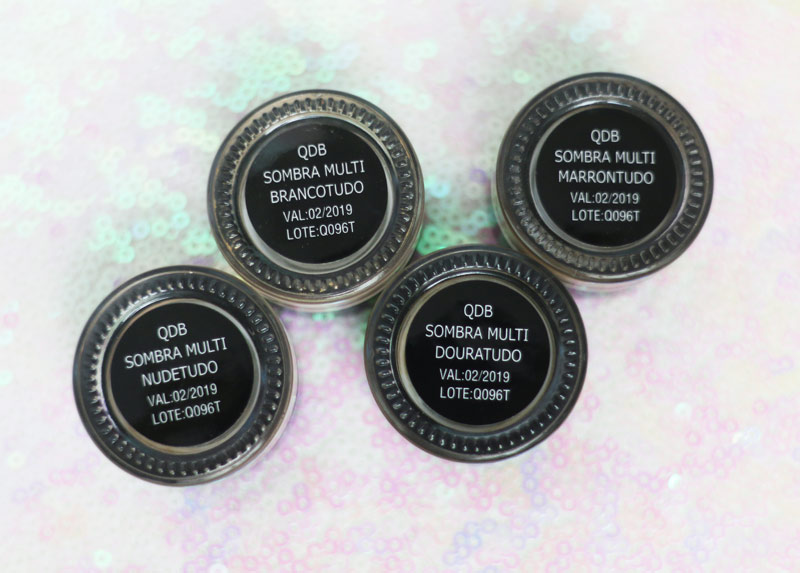 QDB
SOMBRA MULTI
BRANCOTUDO
VAL:02/2019
LOTE:Q096T
QDB
SOMBRA MULTI
MARRONTUDO
VAL:02/2019
LOTE:Q096T
QDB
SOMBRA MULTI
NUDETUDO
VAL:02/2019
LOTE:Q096T
QDB
SOMBRA MULTI
DOURATUDO
VAL:02/2019
LOTE:Q096T